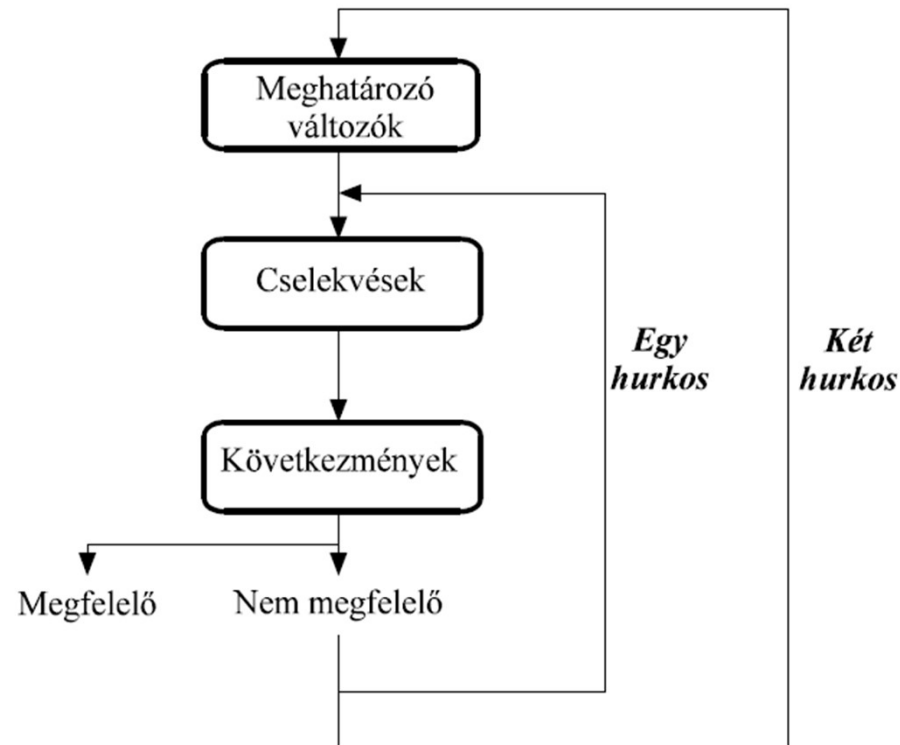 Meghatározó
változók
Cselekvések
Egy
hurkos
Két
hurkos
Következmények
Megfelelő
Nem megfelelő